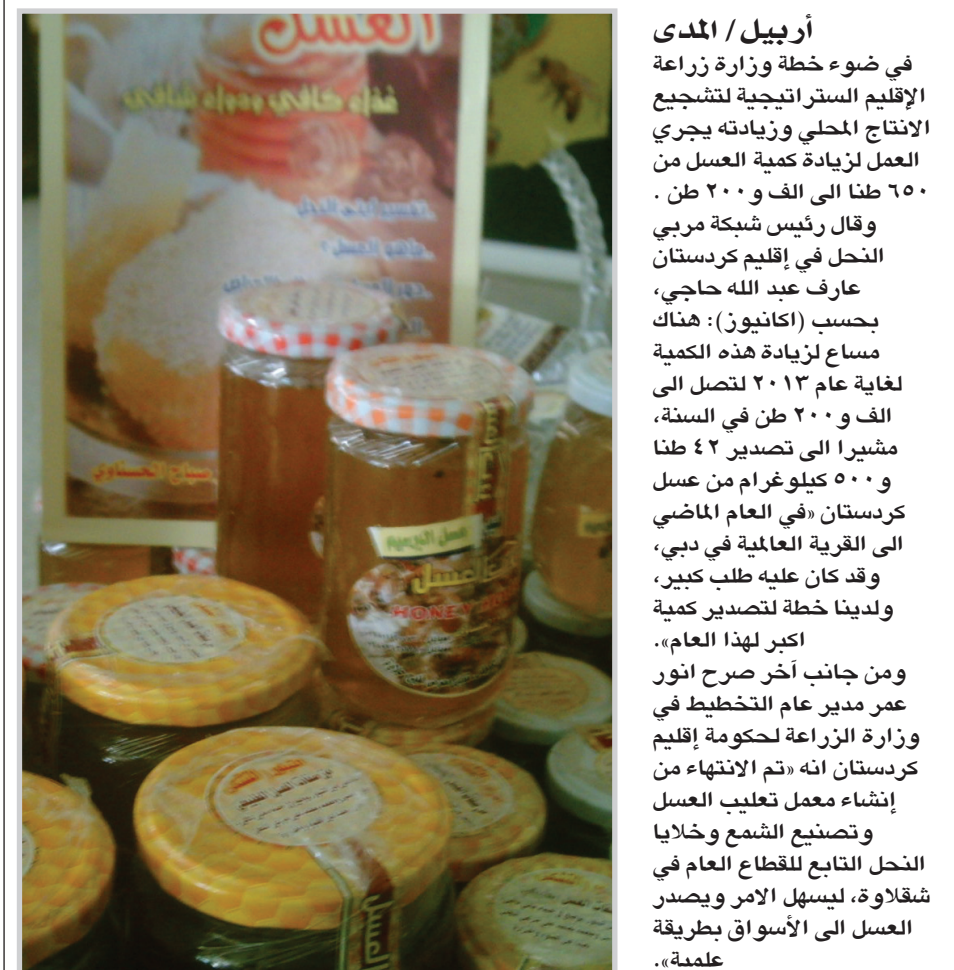 أربيل / المدى
في ضوء خطة وزارة زراعة
الإقليم الستراتيجية لتشجيع
الانتاج المحلي وزيادته يجري
العمل لزيادة كمية العسل من
٦٥٠ طنا الى الف و ٢٠٠ طن .
وقال رئيس شبكة مربي
النحل في إقليم كردستان
عارف عبد الله حاجي،
بحسب (اكانيوز): هناك
مساع لزيادة هذه الكمية
لغاية عام ٢٠١٣ لتصل الى
الف و ٢٠٠ طن في السنة،
مشيرا الى تصدير ٤٢ طنا
و ٥٠٠ كيلوغرام من عسل
كردستان «في العام الماضي
الى القرية العالمية في دبي،
وقد كان عليه طلب كبير،
ولدينا خطة لتصدير كمية
اكبر لهذا العام».
ومن جانب آخر صرح انور
عمر مدير عام التخطيط في
وزارة الزراعة لحكومة إقليم
كردستان انه «تم الانتهاء من
إنشاء معمل تعليب العسل
وتصنيع الشمع وخلايا
النحل التابع للقطاع العام في
شقلاوة، ليسهل الامر ويصدر
العسل الى الأسواق بطريقة
علمية».
العسل
غذاء كافي ودواء شافي
ماهو العسل ؟
العسل
HONEY
العسل